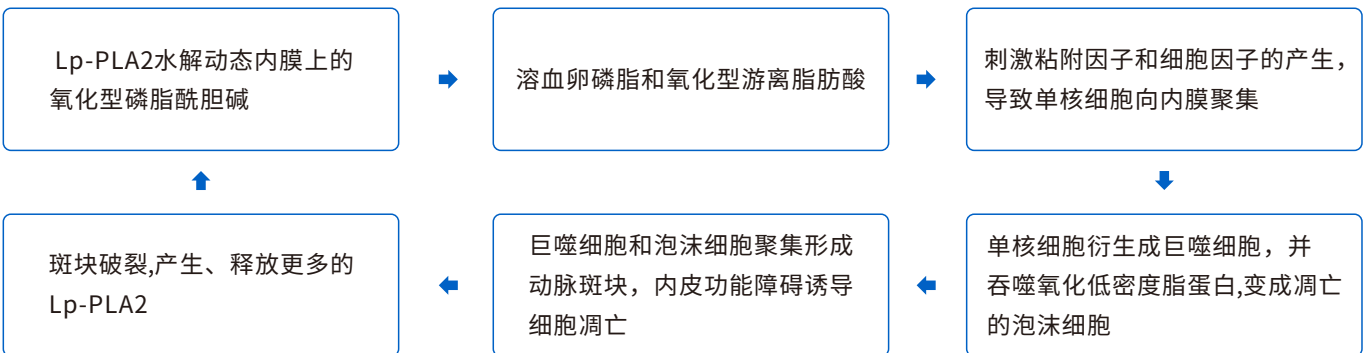 Lp-PLA2水解动态内膜上的
氧化型磷脂酰胆碱
溶血卵磷脂和氧化型游离脂肪酸
刺激粘附因子和细胞因子的产生，
导致单核细胞向内膜聚集
单核细胞衍生成巨噬细胞，并
吞噬氧化低密度脂蛋白,变成凋亡
的泡沫细胞
巨噬细胞和泡沫细胞聚集形成
动脉斑块，内皮功能障碍诱导
细胞凋亡
斑块破裂,产生、释放更多的
Lp-PLA2